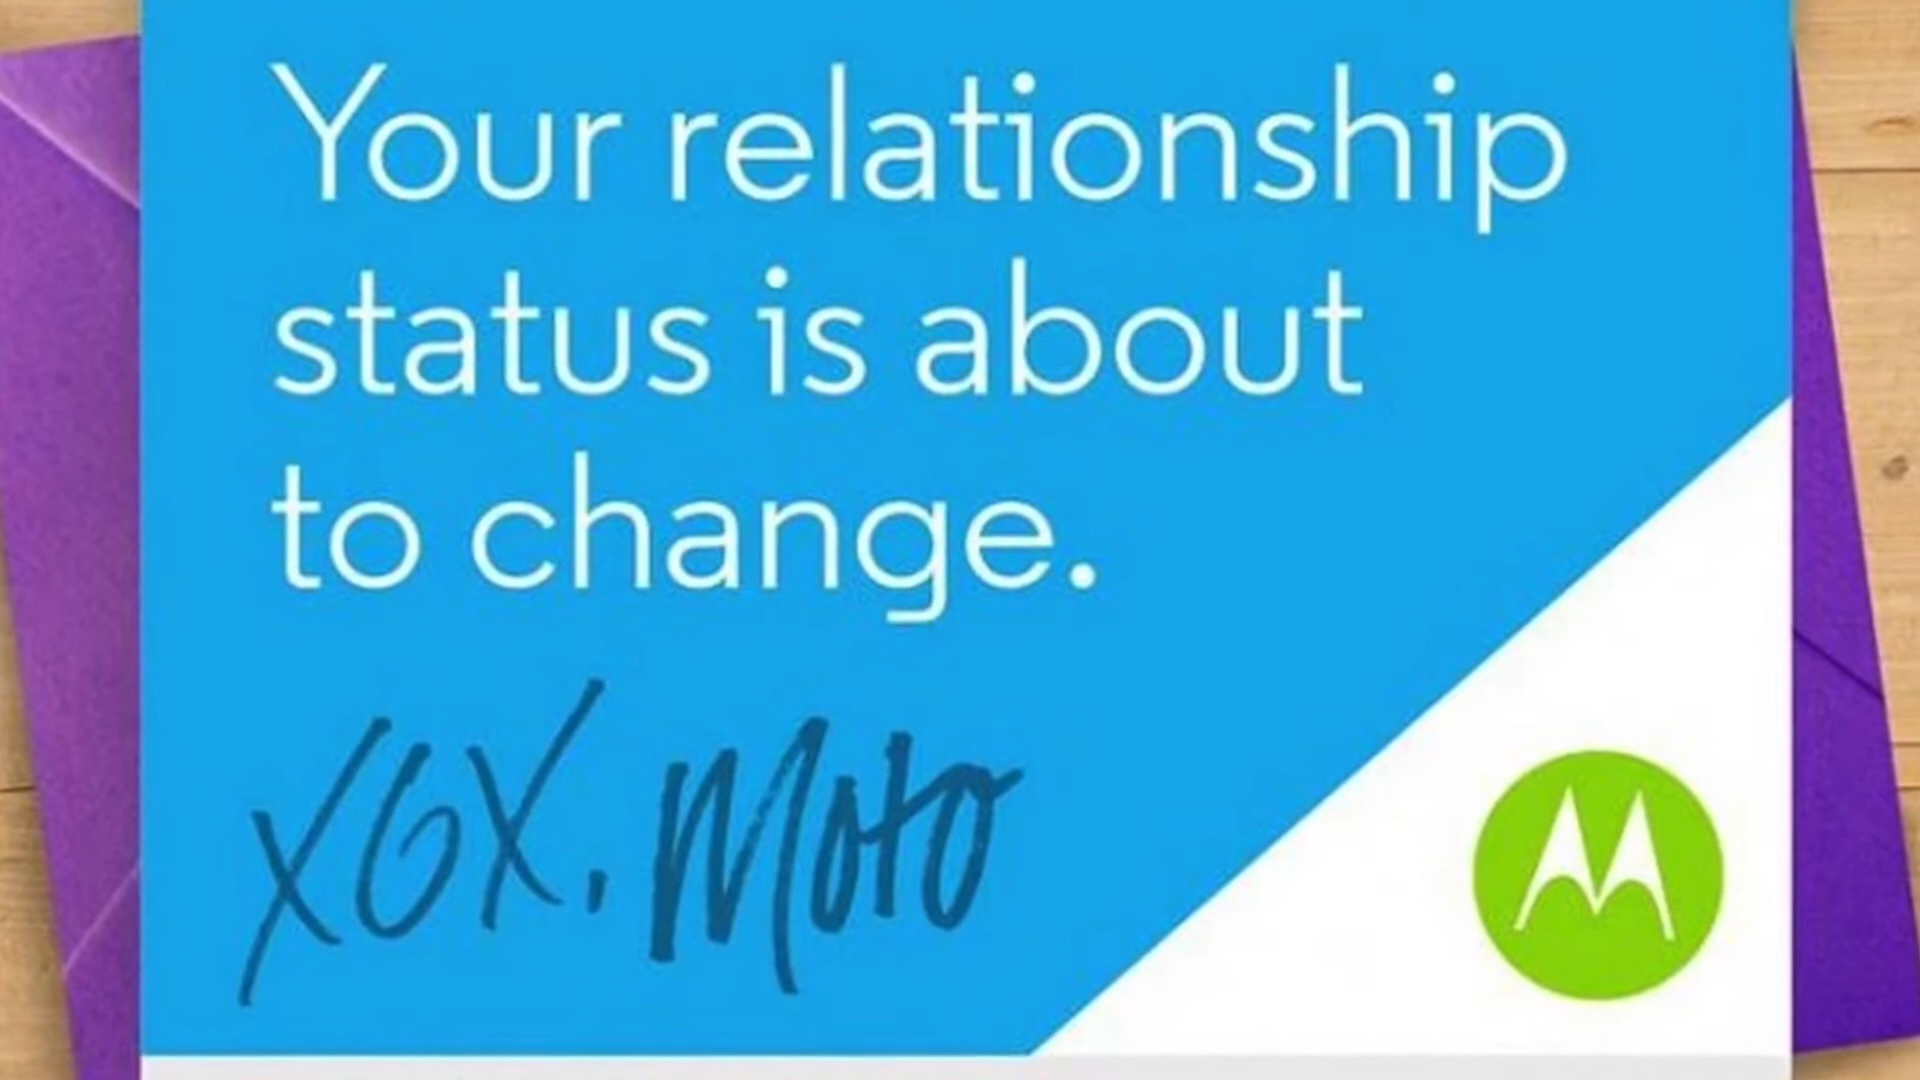 Your relationship
status is about
to change.
XOX, Moto